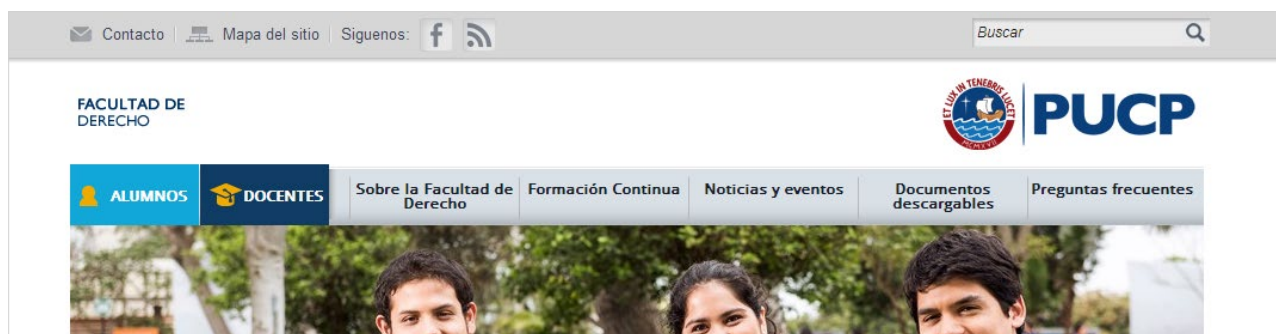 Contacto
Mapa del sitio
Siguenos:
Buscar
FACULTAD DE
DERECHO
ET LUX IN TENEBRIS LUCET
MCMXVII
PUCP
ALUMNOS
DOCENTES
Sobre la Facultad de
Derecho
Formación Continua
Noticias y eventos
Documentos
descargables
Preguntas frecuentes